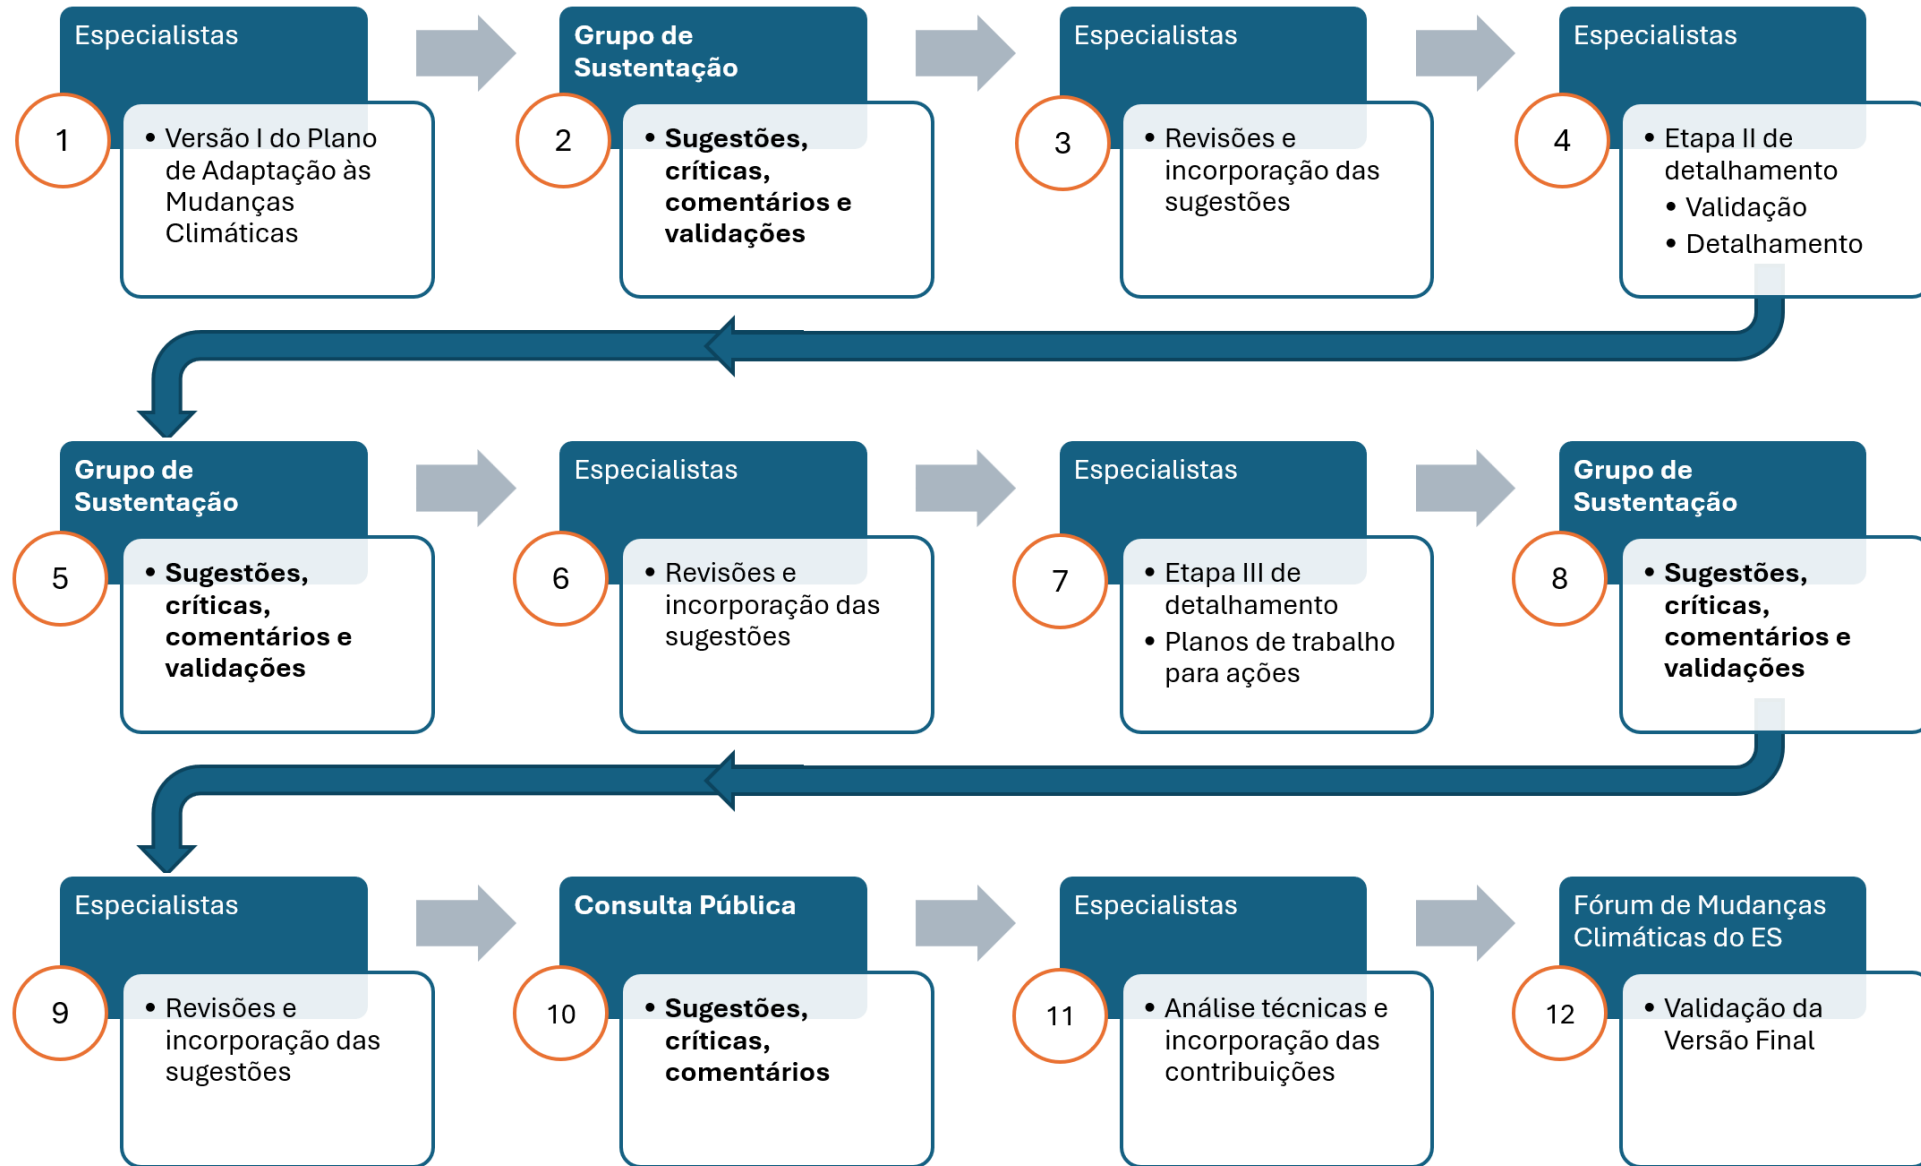 Especialistas
1
• Versão I do Plano
de Adaptação às
Mudanças
Climáticas
Grupo de
Sustentação
2
• Sugestões,
críticas,
comentários e
validações
Especialistas
3
• Revisões e
incorporação das
sugestões
Especialistas
4
• Etapa II de
detalhamento
• Validação
• Detalhamento
Grupo de
Sustentação
5
• Sugestões,
críticas,
comentários e
validações
Especialistas
6
• Revisões e
incorporação das
sugestões
Especialistas
7
• Etapa III de
detalhamento
• Planos de trabalho
para ações
Grupo de
Sustentação
8
• Sugestões,
críticas,
comentários e
validações
Especialistas
9
• Revisões e
incorporação das
sugestões
Consulta Pública
10
• Sugestões,
críticas,
comentários
Especialistas
11
• Análise técnicas e
incorporação das
contribuições
Fórum de Mudanças
Climáticas do ES
12
• Validação da
Versão Final